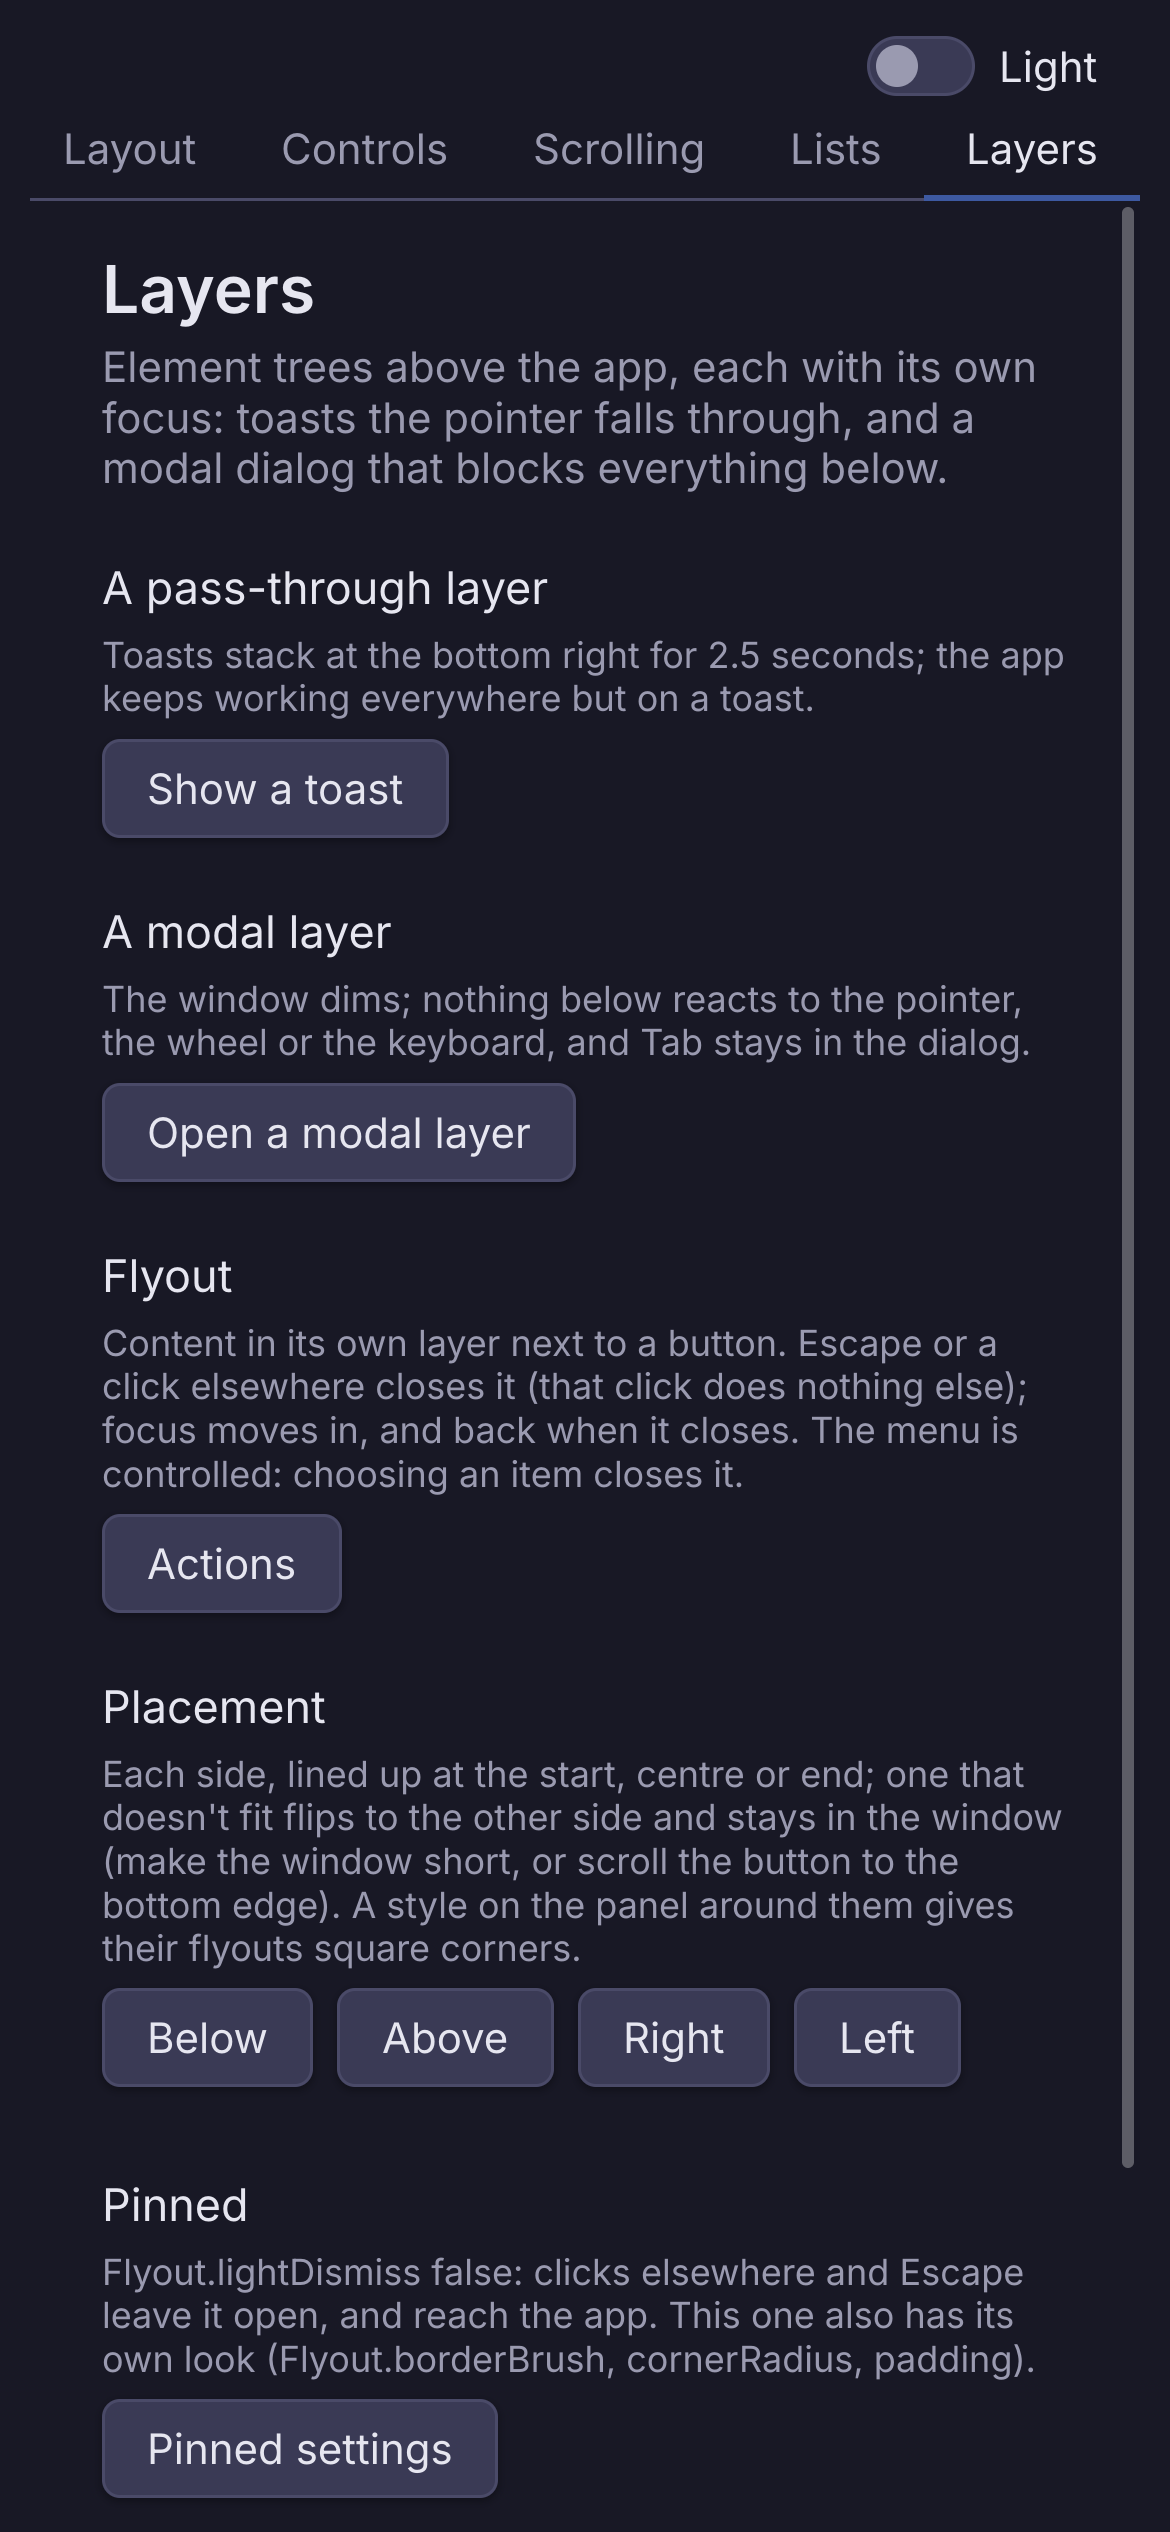 Light
Layout
Controls
Scrolling
Lists
Layers
Layers
Element trees above the app, each with its own
focus: toasts the pointer falls through, and a
modal dialog that blocks everything below.
A pass-through layer
Toasts stack at the bottom right for 2.5 seconds; the app
keeps working everywhere but on a toast.
Show a toast
A modal layer
The window dims; nothing below reacts to the pointer,
the wheel or the keyboard, and Tab stays in the dialog.
Open a modal layer
Flyout
Content in its own layer next to a button. Escape or a
click elsewhere closes it (that click does nothing else);
focus moves in, and back when it closes. The menu is
controlled: choosing an item closes it.
Actions
Placement
Each side, lined up at the start, centre or end; one that
doesn't fit flips to the other side and stays in the window
(make the window short, or scroll the button to the
bottom edge). A style on the panel around them gives
their flyouts square corners.
Below
Above
Right
Left
Pinned
Flyout.lightDismiss false: clicks elsewhere and Escape
leave it open, and reach the app. This one also has its
own look (Flyout.borderBrush, cornerRadius, padding).
Pinned settings